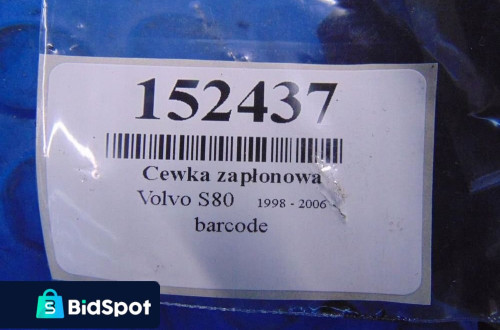 152437
Cewka zapłonowa
Volvo S80 1998 - 2006
barcode
BidSpot